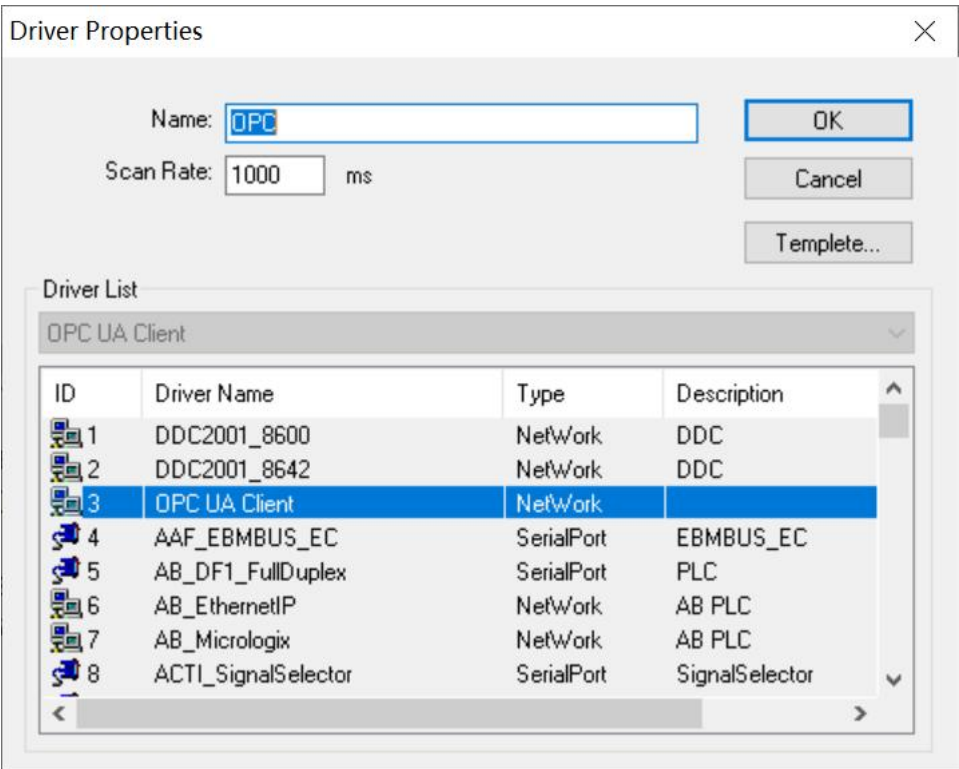 Driver Properties
Name: OPC OK
Scan Rate: 1000 ms Cancel
Templete...
Driver List
OPC UA Client
ID Driver Name Type Description
1 DDC2001_8600 NetWork DDC
2 DDC2001_8642 NetWork DDC
3 OPC UA Client NetWork
4 AAF_EBMBUS_EC SerialPort EBMBUS_EC
5 AB_DF1_FullDuplex SerialPort PLC
6 AB_EthernetIP NetWork AB PLC
7 AB_Micrologix NetWork AB PLC
8 ACTI_SignalSelector SerialPort SignalSelector